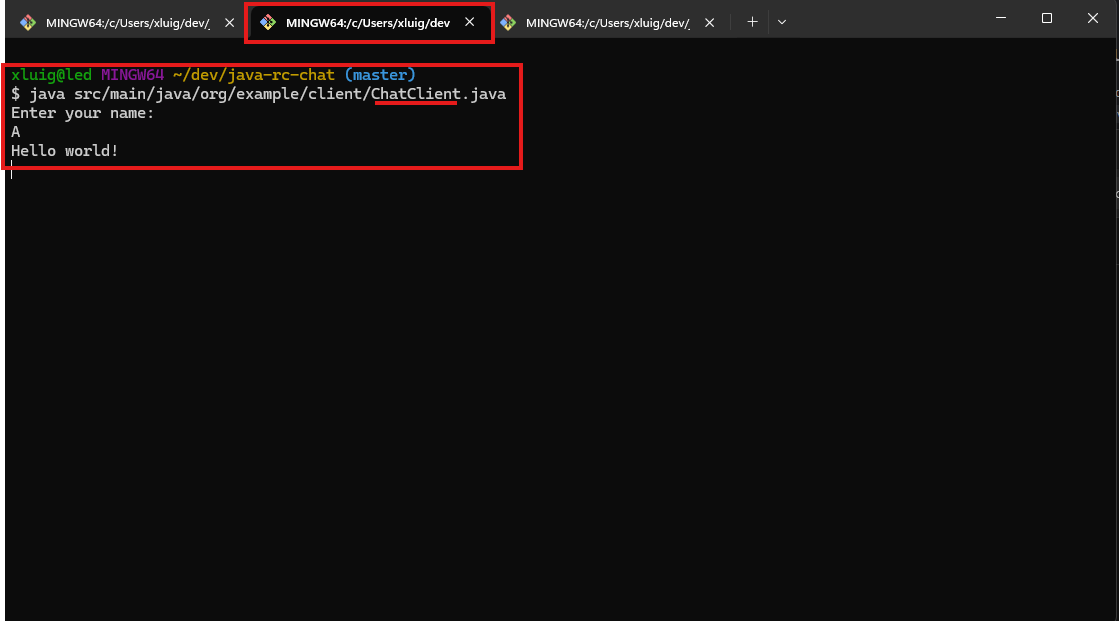 MINGW64:/c/Users/xluig/dev/
MINGW64:/c/Users/xluig/dev
MINGW64:/c/Users/xluig/dev/
xluig@led MINGW64 ~/dev/java-rc-chat (master)
$ java src/main/java/org/example/client/ChatClient.java
Enter your name:
A
Hello world!